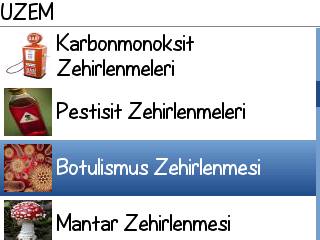 UZEM
Karbonmonoksit
Zehirlenmeleri
Pestisit Zehirlenmeleri
Botulismus Zehirlenmesi
Mantar Zehirlenmesi